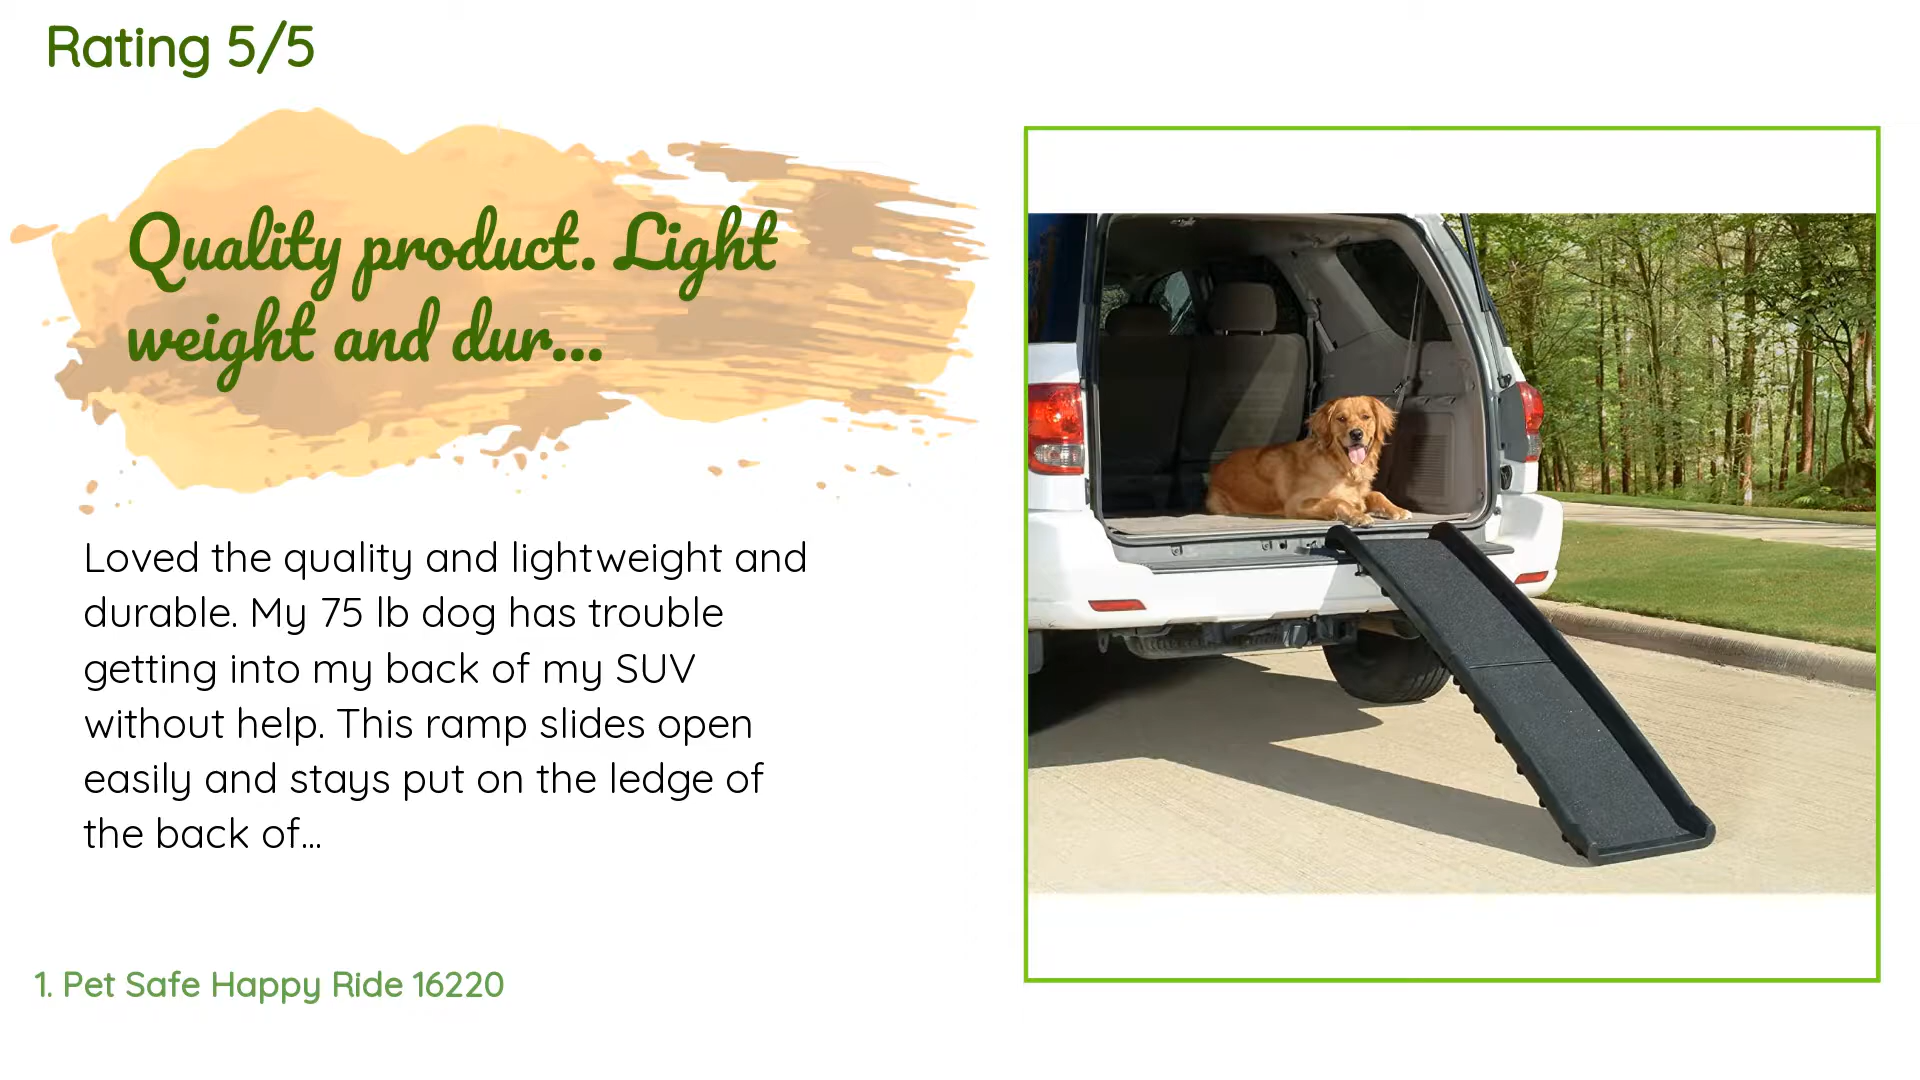 Rating 5/5
Quality product. Light
weight and dur...
Loved the quality and lightweight and
durable. My 75 lb dog has trouble
getting into my back of my SUV
without help. This ramp slides open
easily and stays put on the ledge of
the back of...
1. Pet Safe Happy Ride 16220